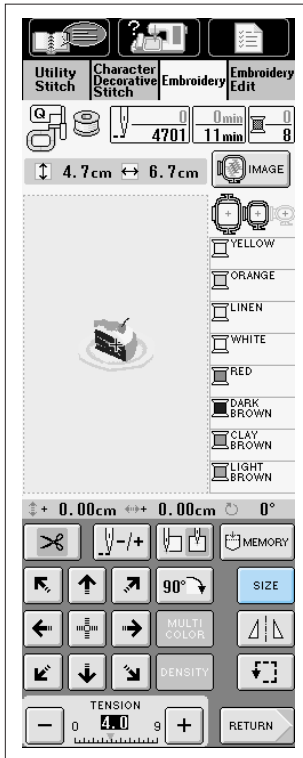 Utility Stitch
Character Decorative Stitch
Embroidery
Embroidery Edit
Q
0
4701
0min
11min
0
8
4.7cm
6.7cm
IMAGE
YELLOW
ORANGE
LINEN
WHITE
RED
DARK BROWN
CLAY BROWN
LIGHT BROWN
+ 0.00cm
+ 0.00cm
0°
-/+
MEMORY
90°
SIZE
MULTI COLOR
DENSITY
TENSION
- 0 4.0 9 +
RETURN